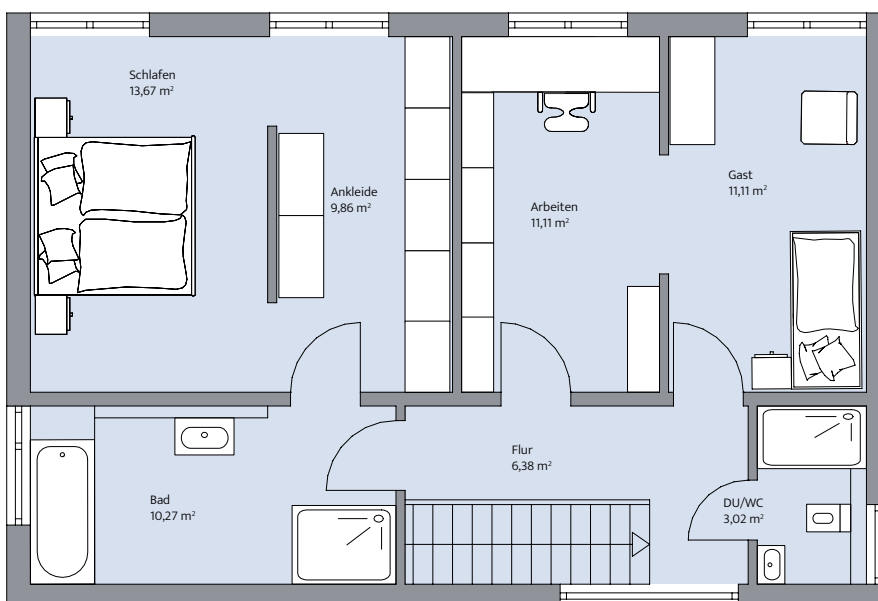 Schlafen
13,67 m²
Ankleide
9,86 m²
Arbeiten
11,11 m²
Gast
11,11 m²
Flur
6,38 m²
Bad
10,27 m²
DU/WC
3,02 m²